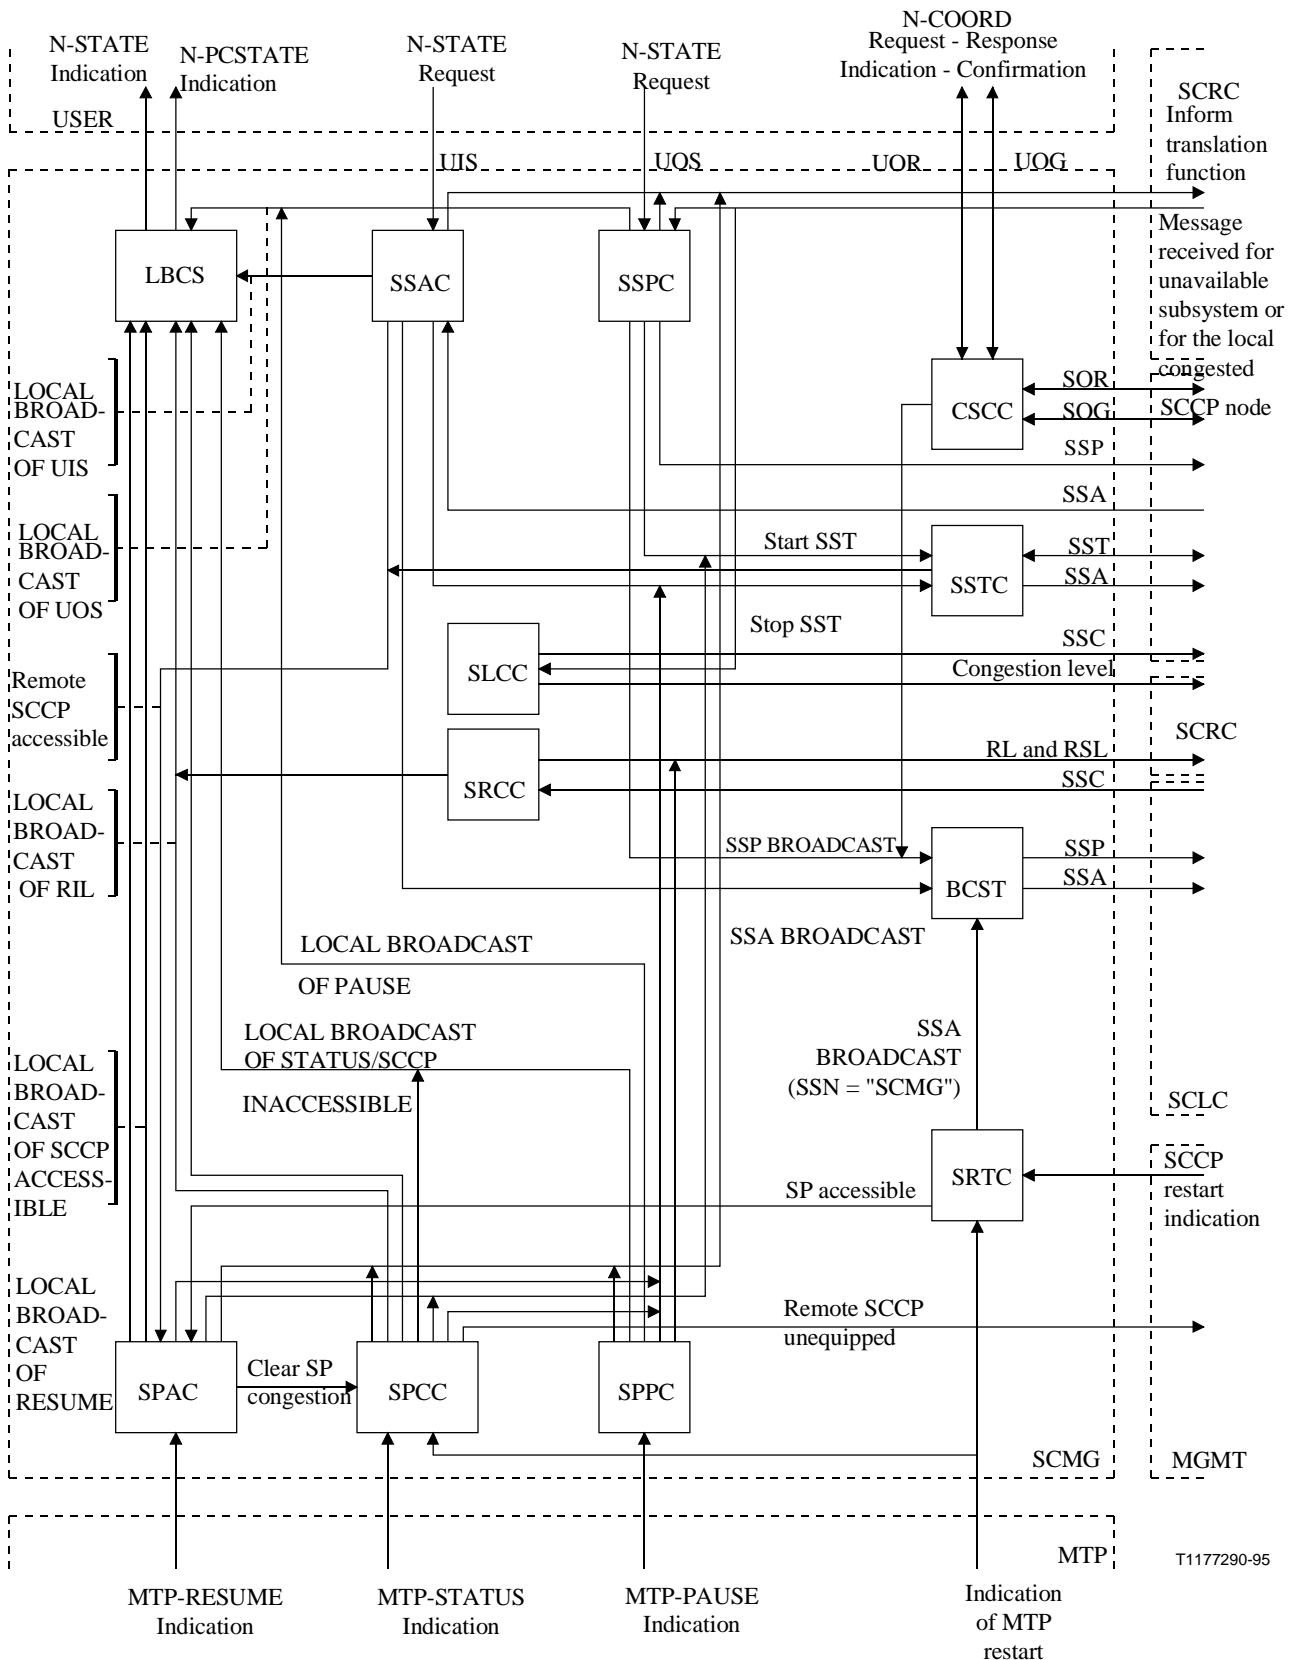 N-STATE
Indication
N-PCSTATE
Indication
N-STATE
Request
N-STATE
Request
N-COORD
Request - Response
Indication - Confirmation
USER
SCRC
Inform
translation
function
UIS
UOS
UOR
UOG
Message
received for
unavailable
subsystem or
for the local
congested
SCCP node
LBCS
SSAC
SSPC
CSCC
SOR
SOG
SSP
SSA
LOCAL
BROAD-
CAST
OF UIS
LOCAL
BROAD-
CAST
OF UOS
Start SST
SSTC
SST
SSA
Stop SST
SLCC
SSC
Congestion level
Remote
SCCP
accessible
SCRC
SRCC
RL and RSL
SSC
LOCAL
BROAD-
CAST
OF RIL
SSP BROADCAST
BCST
SSP
SSA
SSA BROADCAST
LOCAL BROADCAST
OF PAUSE
LOCAL BROADCAST
OF STATUS/SCCP
INACCESSIBLE
SSA
BROADCAST
(SSN = "SCMG")
LOCAL
BROAD-
CAST
OF SCCP
ACCESS-
IBLE
SCLC
SRTC
SCCP
restart
indication
SP accessible
LOCAL
BROAD-
CAST
OF
RESUME
Remote SCCP
unequipped
SPAC
Clear SP
congestion
SPCC
SPPC
SCMG
MGMT
MTP
T1177290-95
MTP-RESUME
Indication
MTP-STATUS
Indication
MTP-PAUSE
Indication
Indication
of MTP
restart